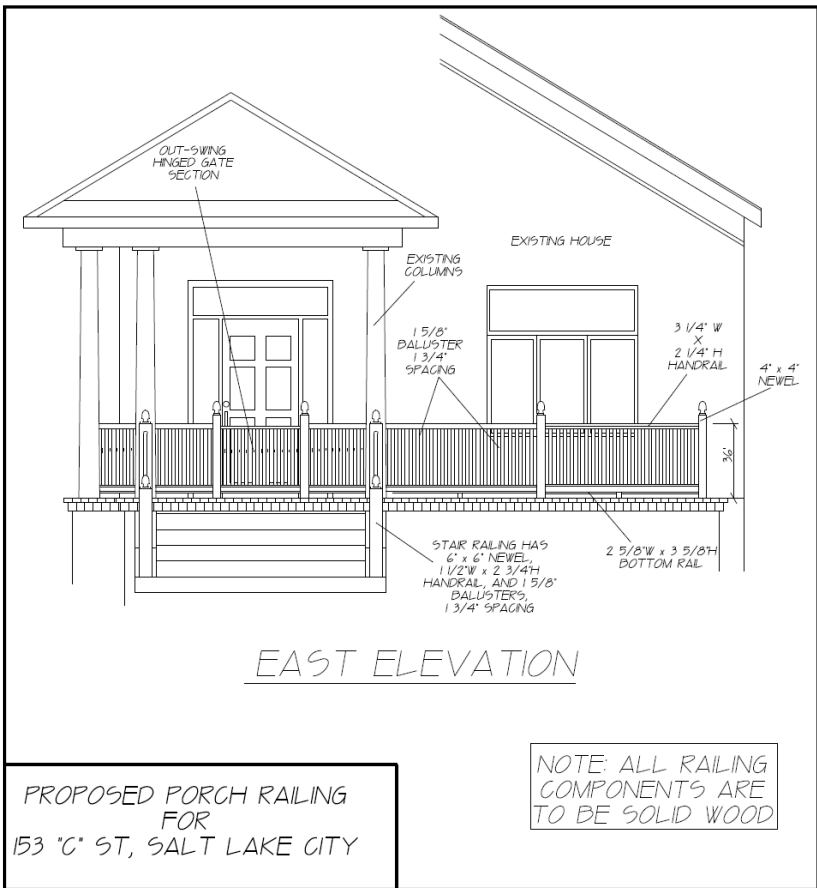 OUT-SWING
HINGED GATE
SECTION
EXISTING HOUSE
EXISTING
COLUMNS
1 5/8"
BALUSTER
1 3/4"
SPACING
3 1/4" W
X
2 1/4" H
HANDRAIL
4" x 4"
NEWEL
36"
STAIR RAILING HAS
6" x 6" NEWEL,
1 1/2"W x 2 3/4"H
HANDRAIL, AND 1 5/8"
BALUSTERS,
1 3/4" SPACING
2 5/8"W x 3 5/8"H
BOTTOM RAIL
EAST ELEVATION
NOTE: ALL RAILING
COMPONENTS ARE
TO BE SOLID WOOD
PROPOSED PORCH RAILING
FOR
153 "C" ST, SALT LAKE CITY